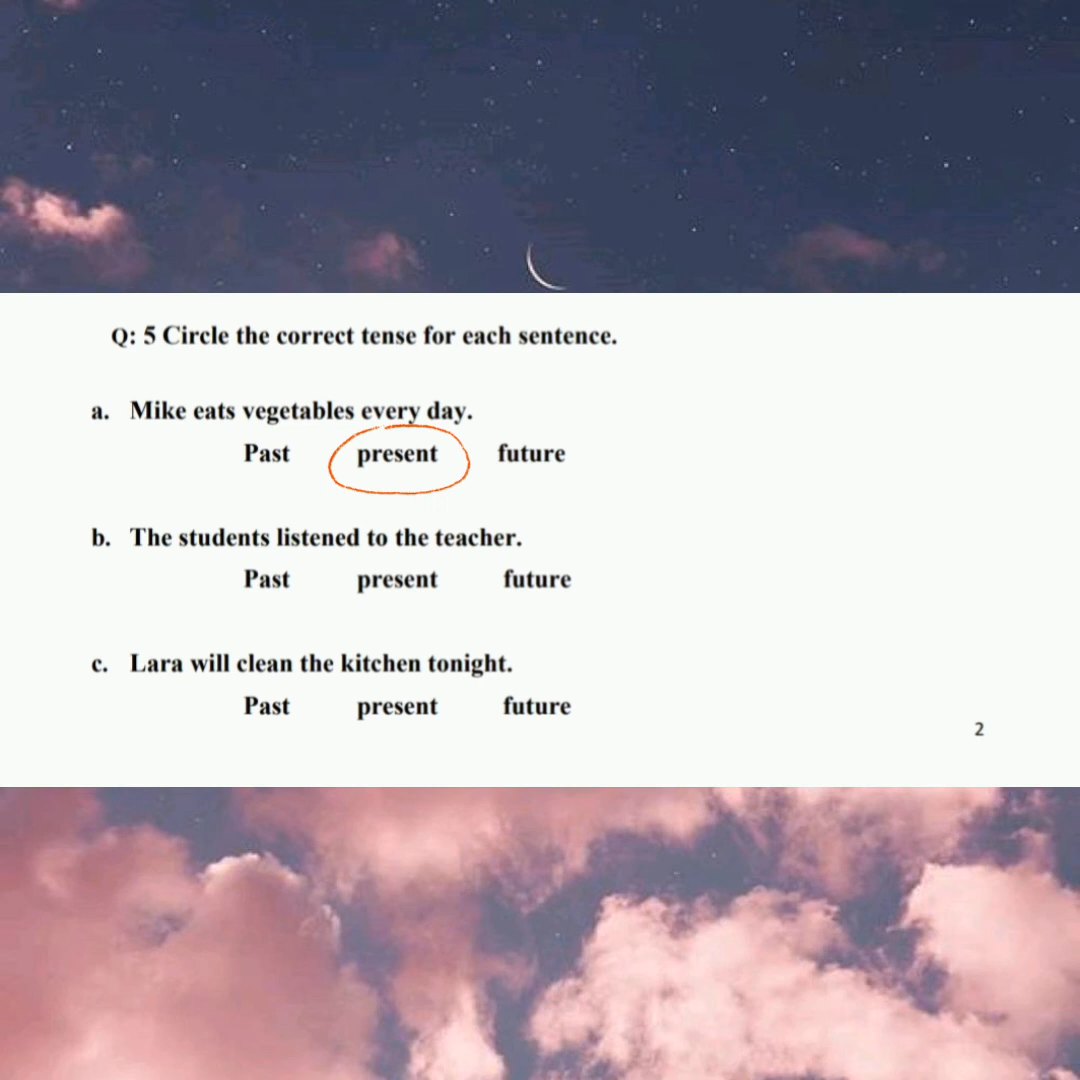 Q: 5 Circle the correct tense for each sentence.
a. Mike eats vegetables every day.
Past present future
b. The students listened to the teacher.
Past present future
c. Lara will clean the kitchen tonight.
Past present future
2